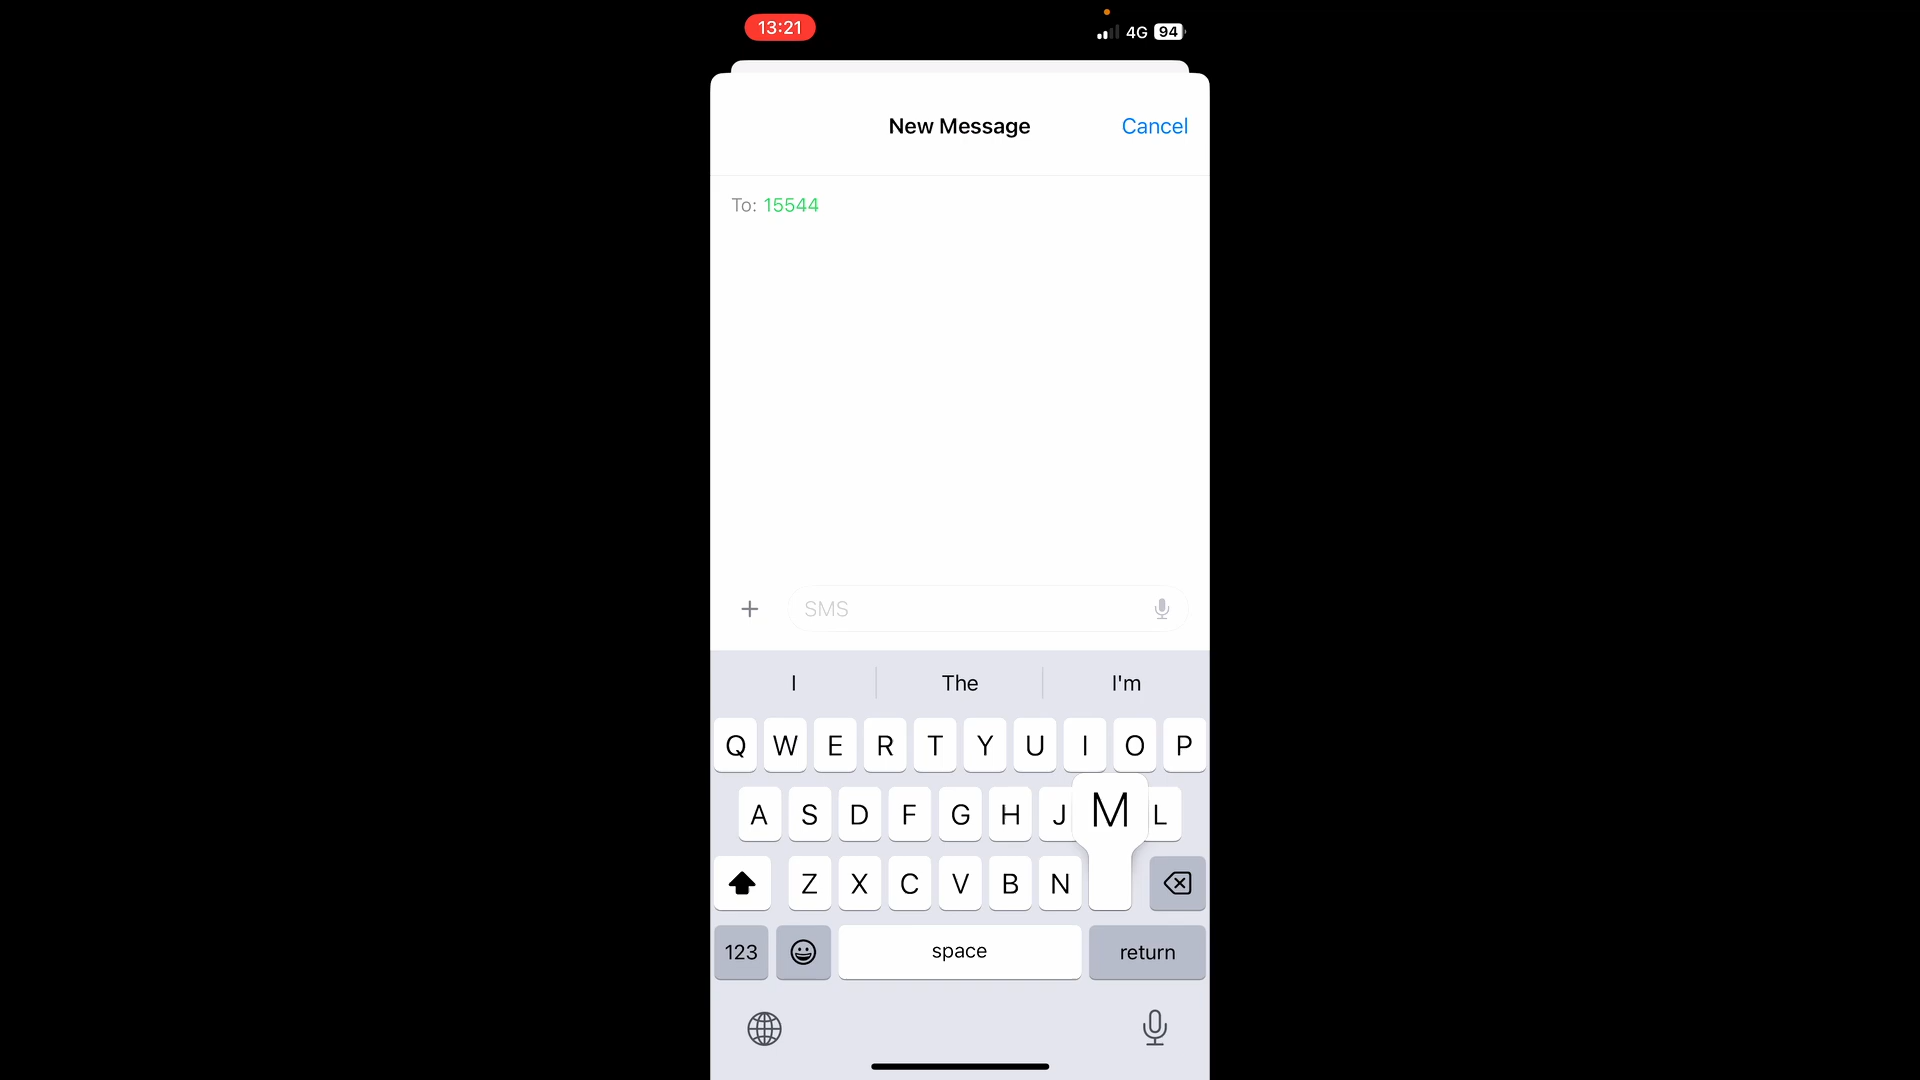 13:21 4G 94
New Message Cancel
To: 15544
SMS
I The I'm
Q W E R T Y U I O P
A S D F G H J M L
Z X C V B N
123 space return